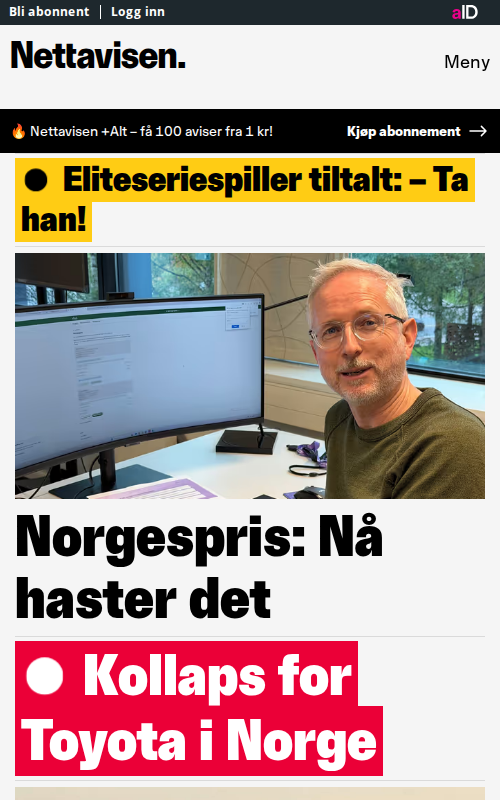 Bli abonnent | Logg inn aID
Nettavisen.
Meny
🔥 Nettavisen +Alt – få 100 aviser fra 1 kr! Kjøp abonnement →
Eliteseriespiller tiltalt: – Ta
han!
Norgespris: Nå
haster det
Kollaps for
Toyota i Norge